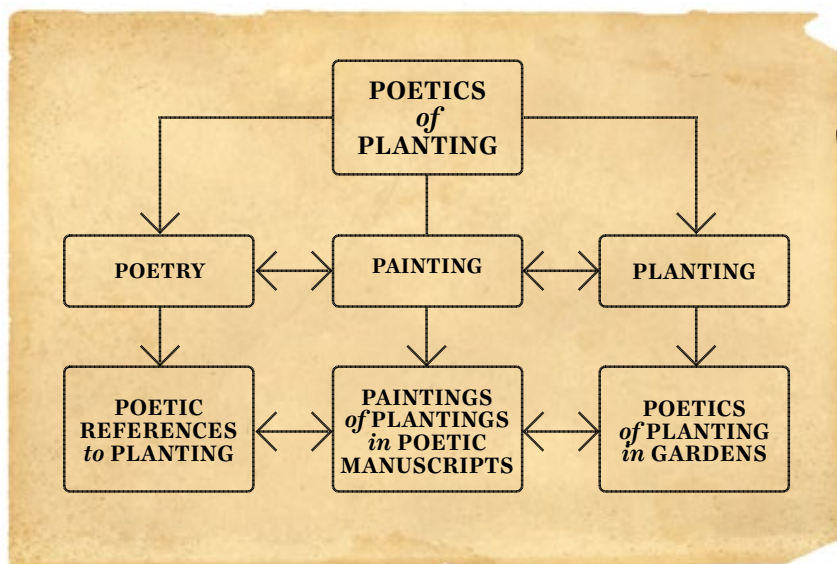 POETICS
of
PLANTING
POETRY
PAINTING
PLANTING
POETIC
REFERENCES
to PLANTING
PAINTINGS
of PLANTINGS
in POETIC
MANUSCRIPTS
POETICS
of PLANTING
in GARDENS